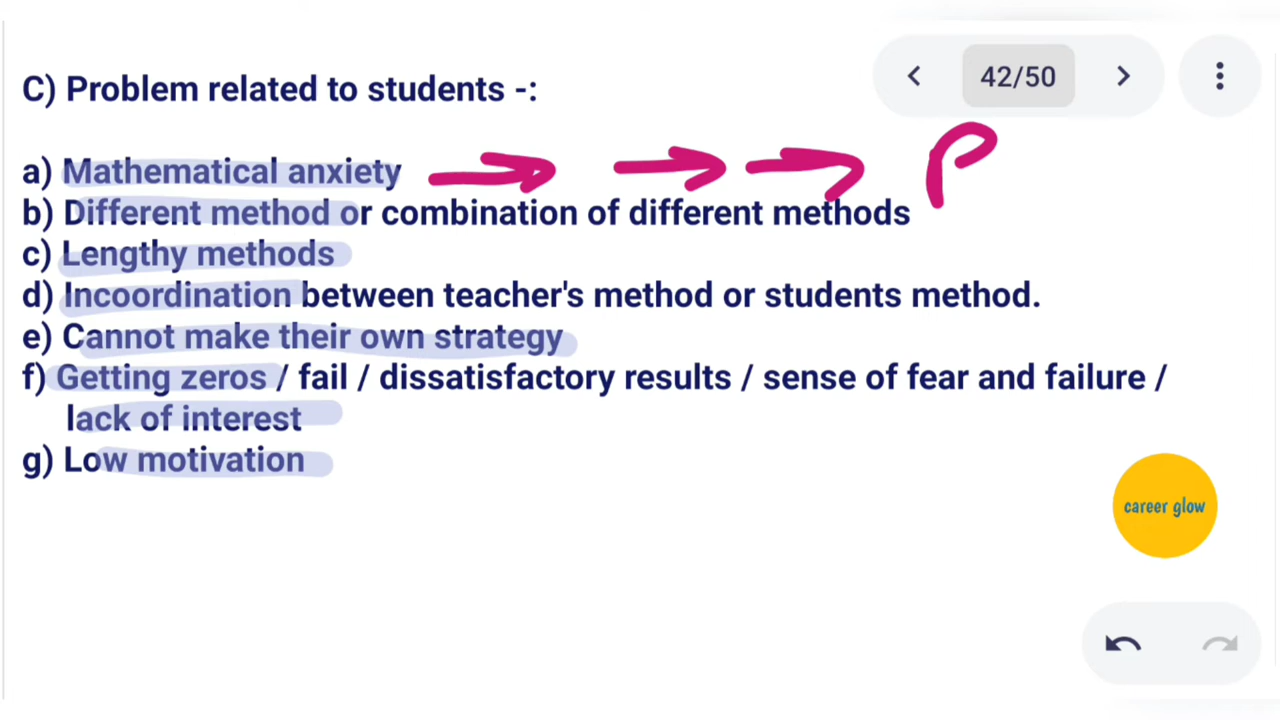 C) Problem related to students -:
42/50
a) Mathematical anxiety
P
b) Different method or combination of different methods
c) Lengthy methods
d) Incoordination between teacher's method or students method.
e) Cannot make their own strategy
f) Getting zeros / fail / dissatisfactory results / sense of fear and failure /
lack of interest
g) Low motivation
career glow